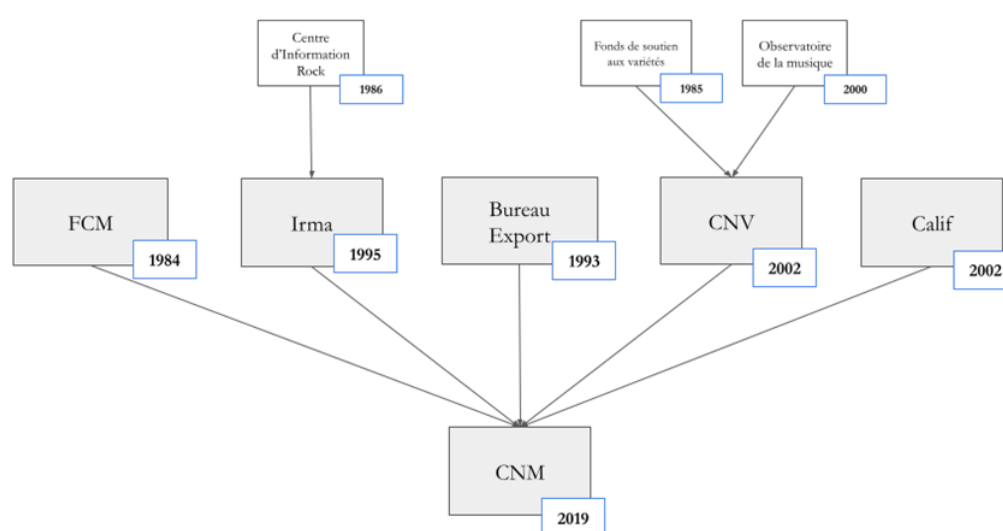 Centre
d'Information
Rock
1986
Fonds de soutien
aux variétés
1985
Observatoire
de la musique
2000
FCM
1984
Irma
1995
Bureau
Export
1993
CNV
2002
Calif
2002
CNM
2019